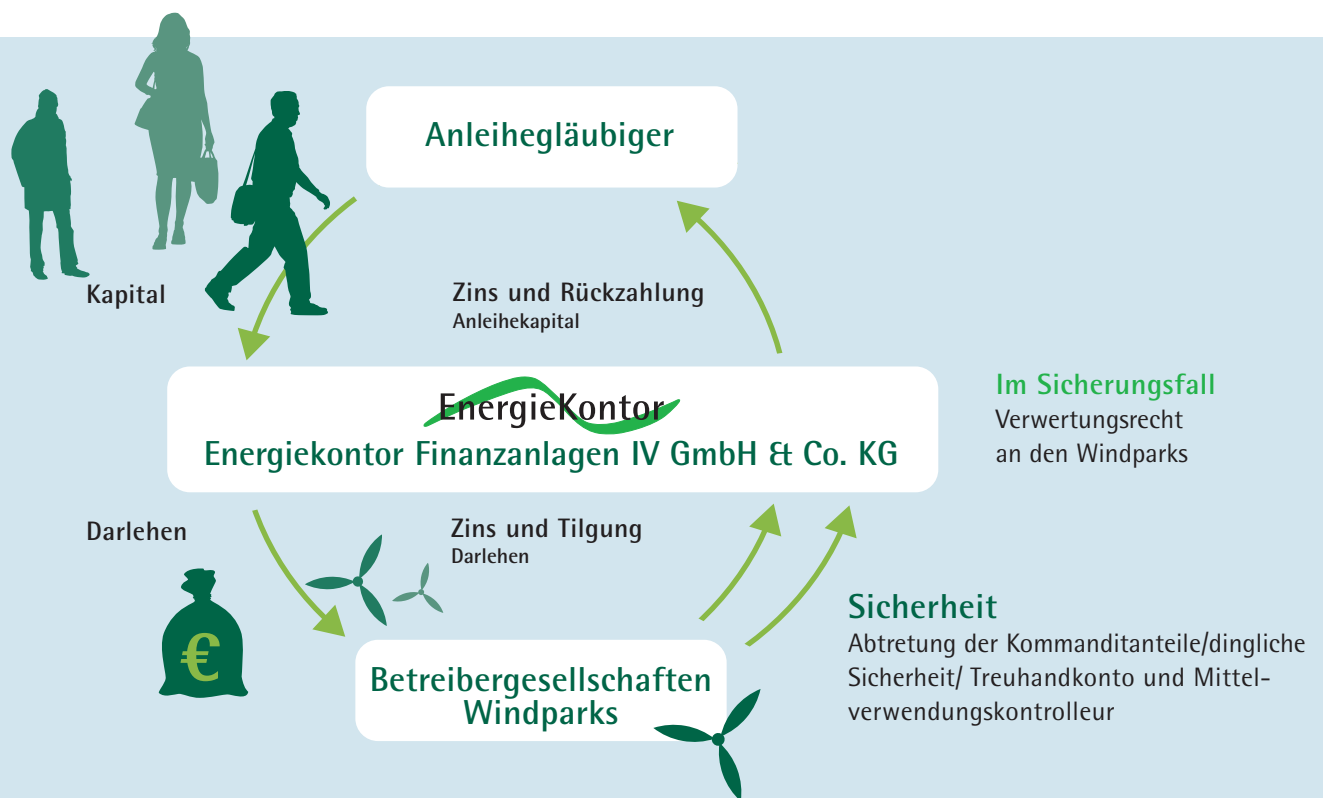 Anleihegläubiger
Kapital
Zins und Rückzahlung
Anleihekapital
EnergieKontor
Energiekontor Finanzanlagen IV GmbH & Co. KG
Im Sicherungsfall
Verwertungsrecht
an den Windparks
Darlehen
Zins und Tilgung
Darlehen
€
Betreibergesellschaften
Windparks
Sicherheit
Abtretung der Kommanditanteile/dingliche
Sicherheit/ Treuhandkonto und Mittel-
verwendungskontrolleur